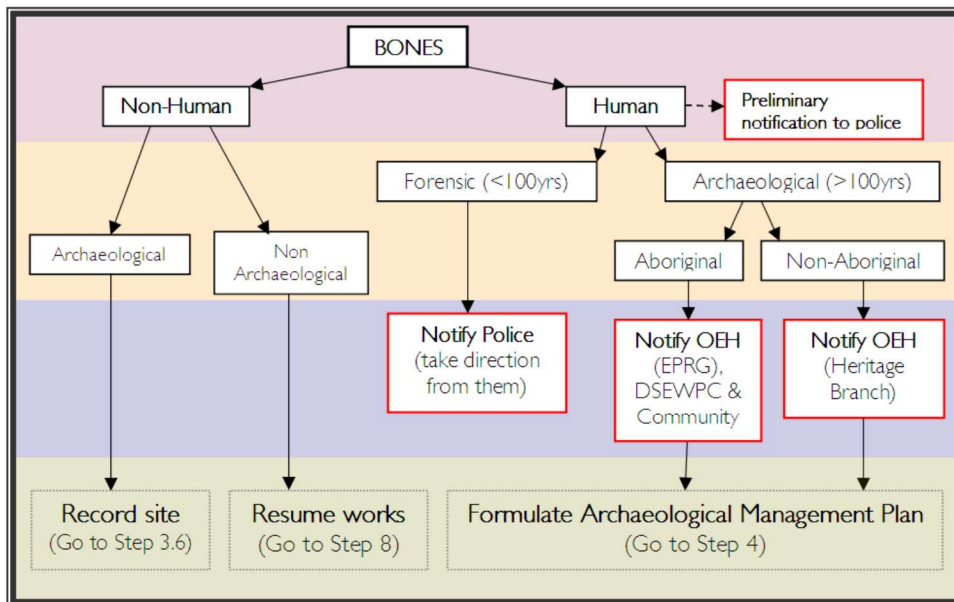 BONES
Non-Human
Human
Preliminary
notification to police
Forensic (<100yrs)
Archaeological (>100yrs)
Archaeological
Non
Archaeological
Aboriginal
Non-Aboriginal
Notify Police
(take direction
from them)
Notify OEH
(EPRG),
DSEWPC &
Community
Notify OEH
(Heritage
Branch)
Record site
(Go to Step 3.6)
Resume works
(Go to Step 8)
Formulate Archaeological Management Plan
(Go to Step 4)